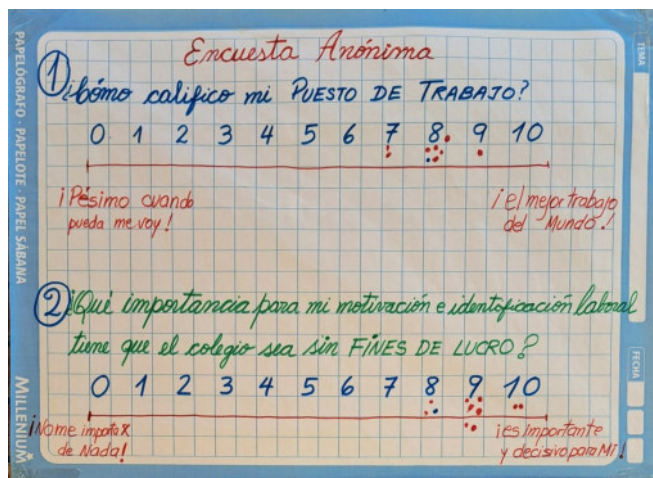 Encuesta Anónima
1 ¿Cómo califico mi PUESTO DE TRABAJO?
0 1 2 3 4 5 6 7 8 9 10
¡Pésimo cuando
pueda me voy!
¡el mejor trabajo
del Mundo!
2 ¿Qué importancia para mi motivación e identoficación laboral
tiene que el colegio sea sin FINES DE LUCRO?
0 1 2 3 4 5 6 7 8 9 10
¡No me importa X
de Nada!
¡es importante
y decisivo para Mi!
PAPELÓGRAFO · PAPELOTE · PAPEL SÁBANA
MILLENIUM
TEMA
FECHA